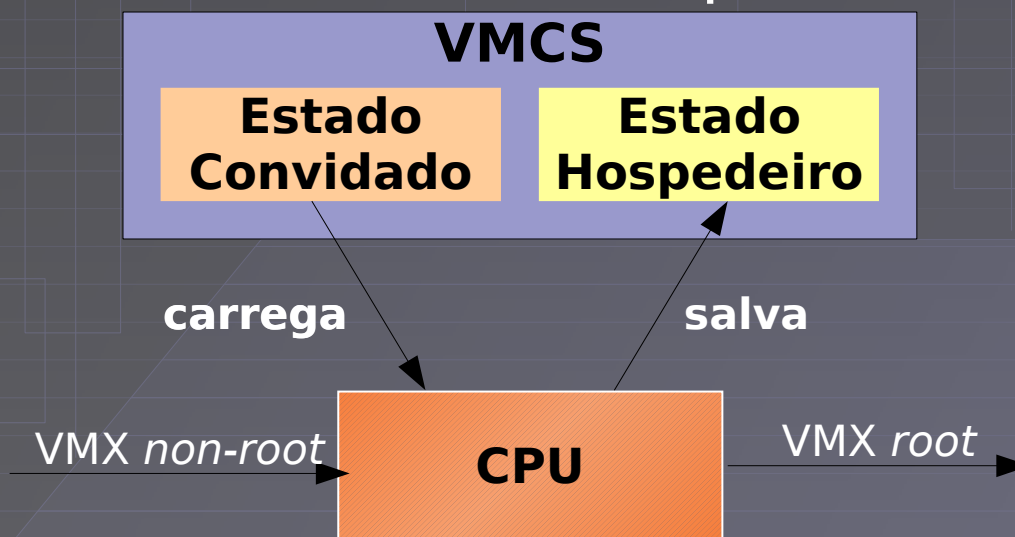 VMCS
Estado
Convidado
Estado
Hospedeiro
carrega
salva
VMX non-root
CPU
VMX root